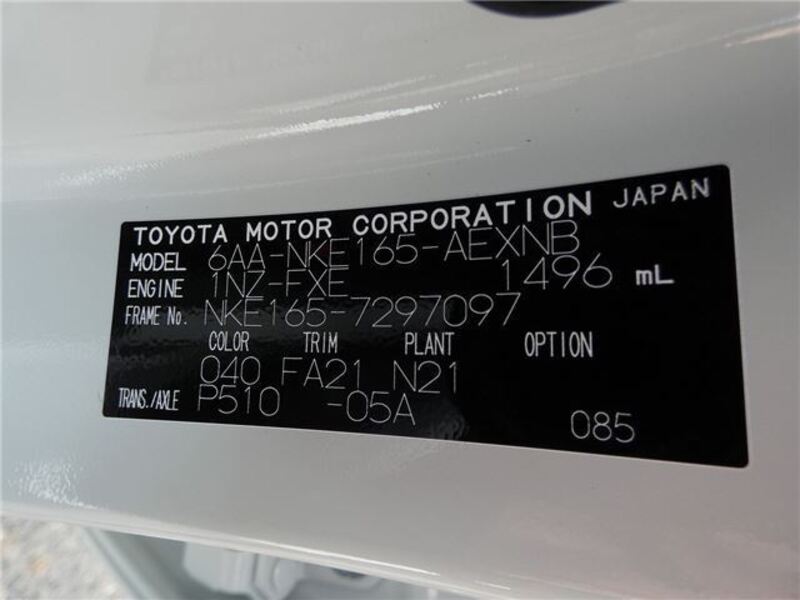 TOYOTA MOTOR CORPORATION JAPAN
MODEL 6AA-NKE165-AEXNB
ENGINE 1NZ-FXE 1496 mL
FRAME No. NKE165-7297097
COLOR TRIM PLANT OPTION
040 FA21 N21
TRANS./AXLE P510 -05A
085